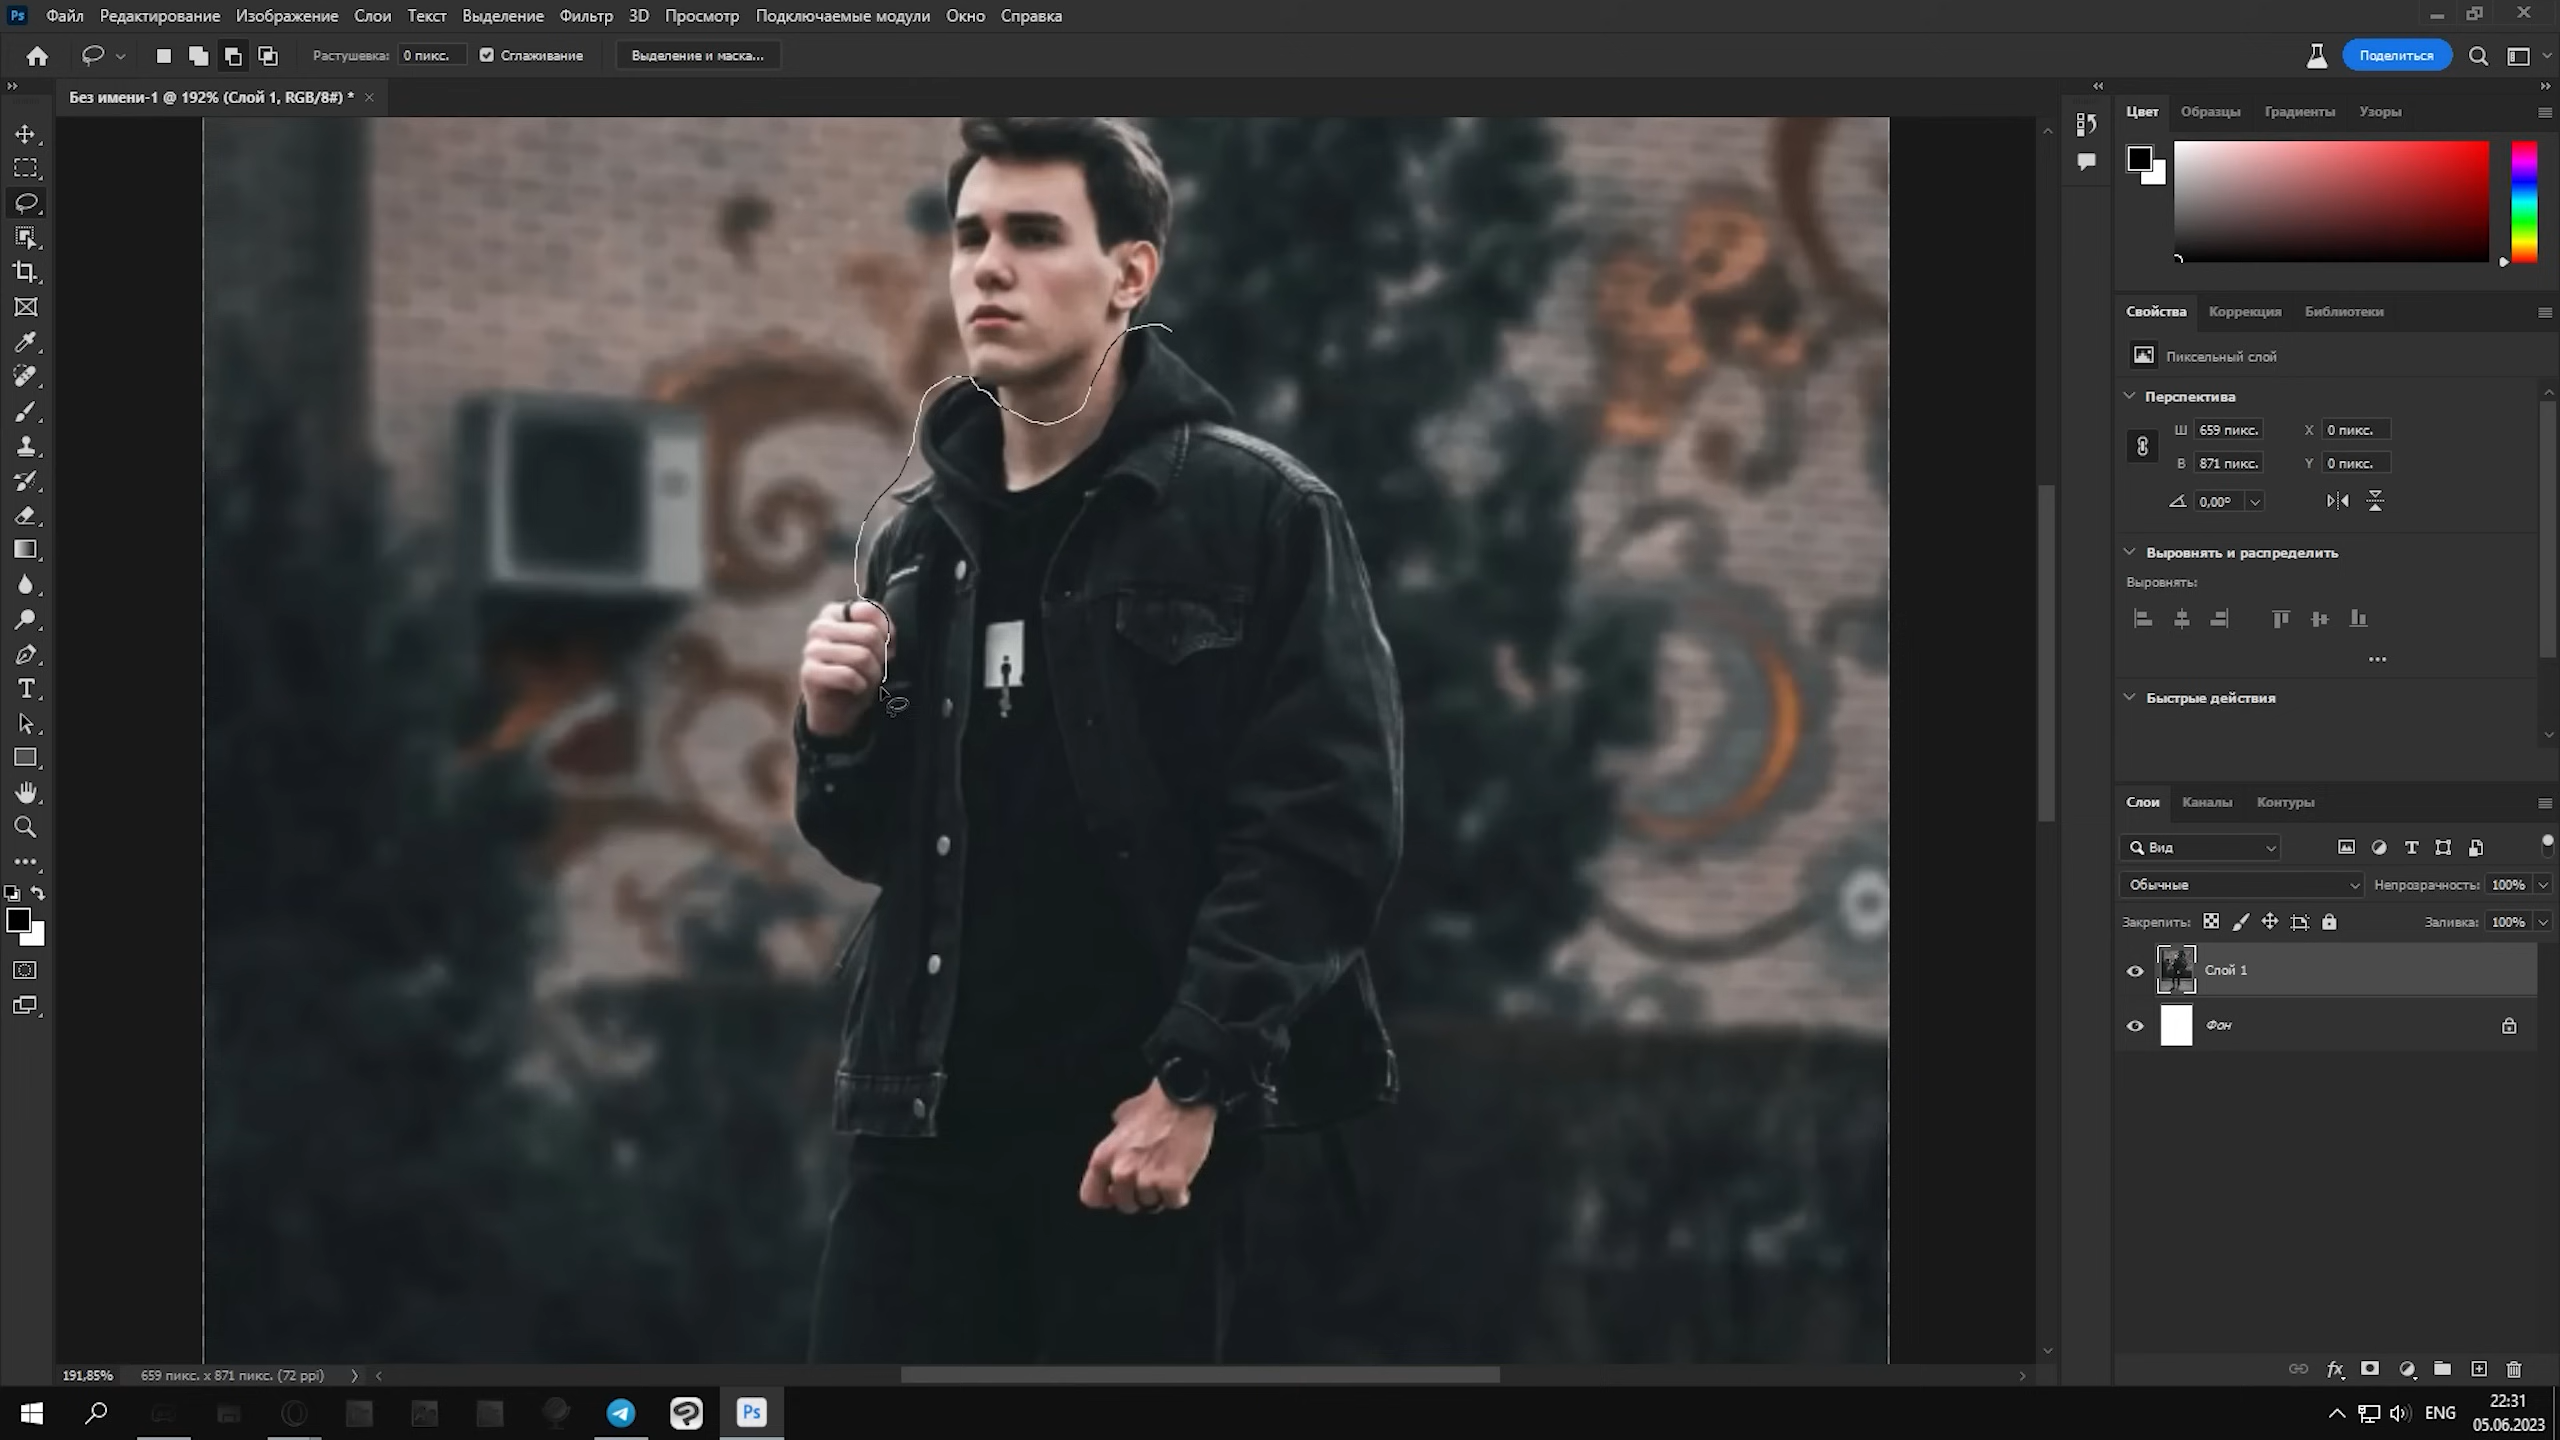 Ps Файл Редактирование Изображение Слои Текст Выделение Фильтр 3D Просмотр Подключаемые модули Окно Справка
Растушевка: 0 пикс. Сглаживание Выделение и маска... Поделиться
Без имени-1 @ 192% (Слой 1, RGB/8#) *
Цвет Образцы Градиенты Узоры
Свойства Коррекция Библиотеки
Пиксельный слой
Перспектива
Ш 659 пикс. X 0 пикс.
В 871 пикс. Y 0 пикс.
0,00°
Выровнять и распределить
Выровнять:
Быстрые действия
Слои Каналы Контуры
Вид
Обычные Непрозрачность: 100%
Закрепить: Заливка: 100%
Слой 1
Фон
191,85% 659 пикс. x 871 пикс. (72 ppi)
Ps ENG 22:31
05.06.2023